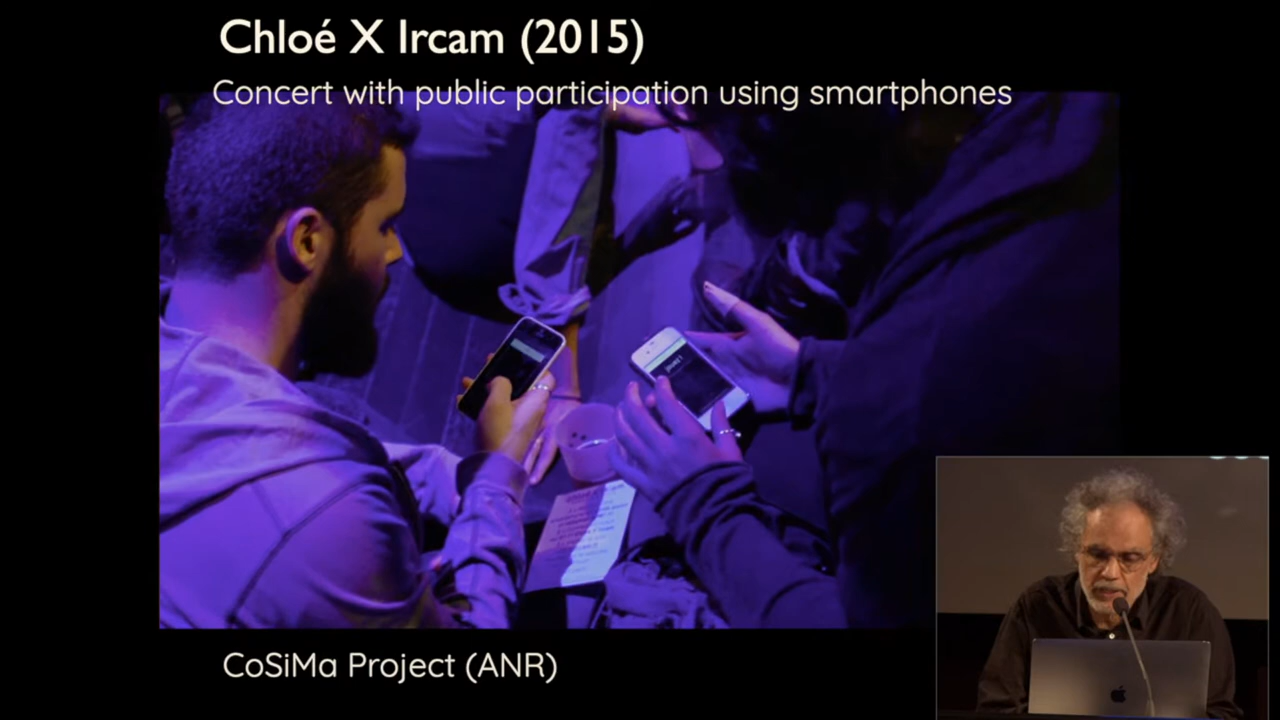 Chloé X Ircam (2015)
Concert with public participation using smartphones
CoSiMa Project (ANR)